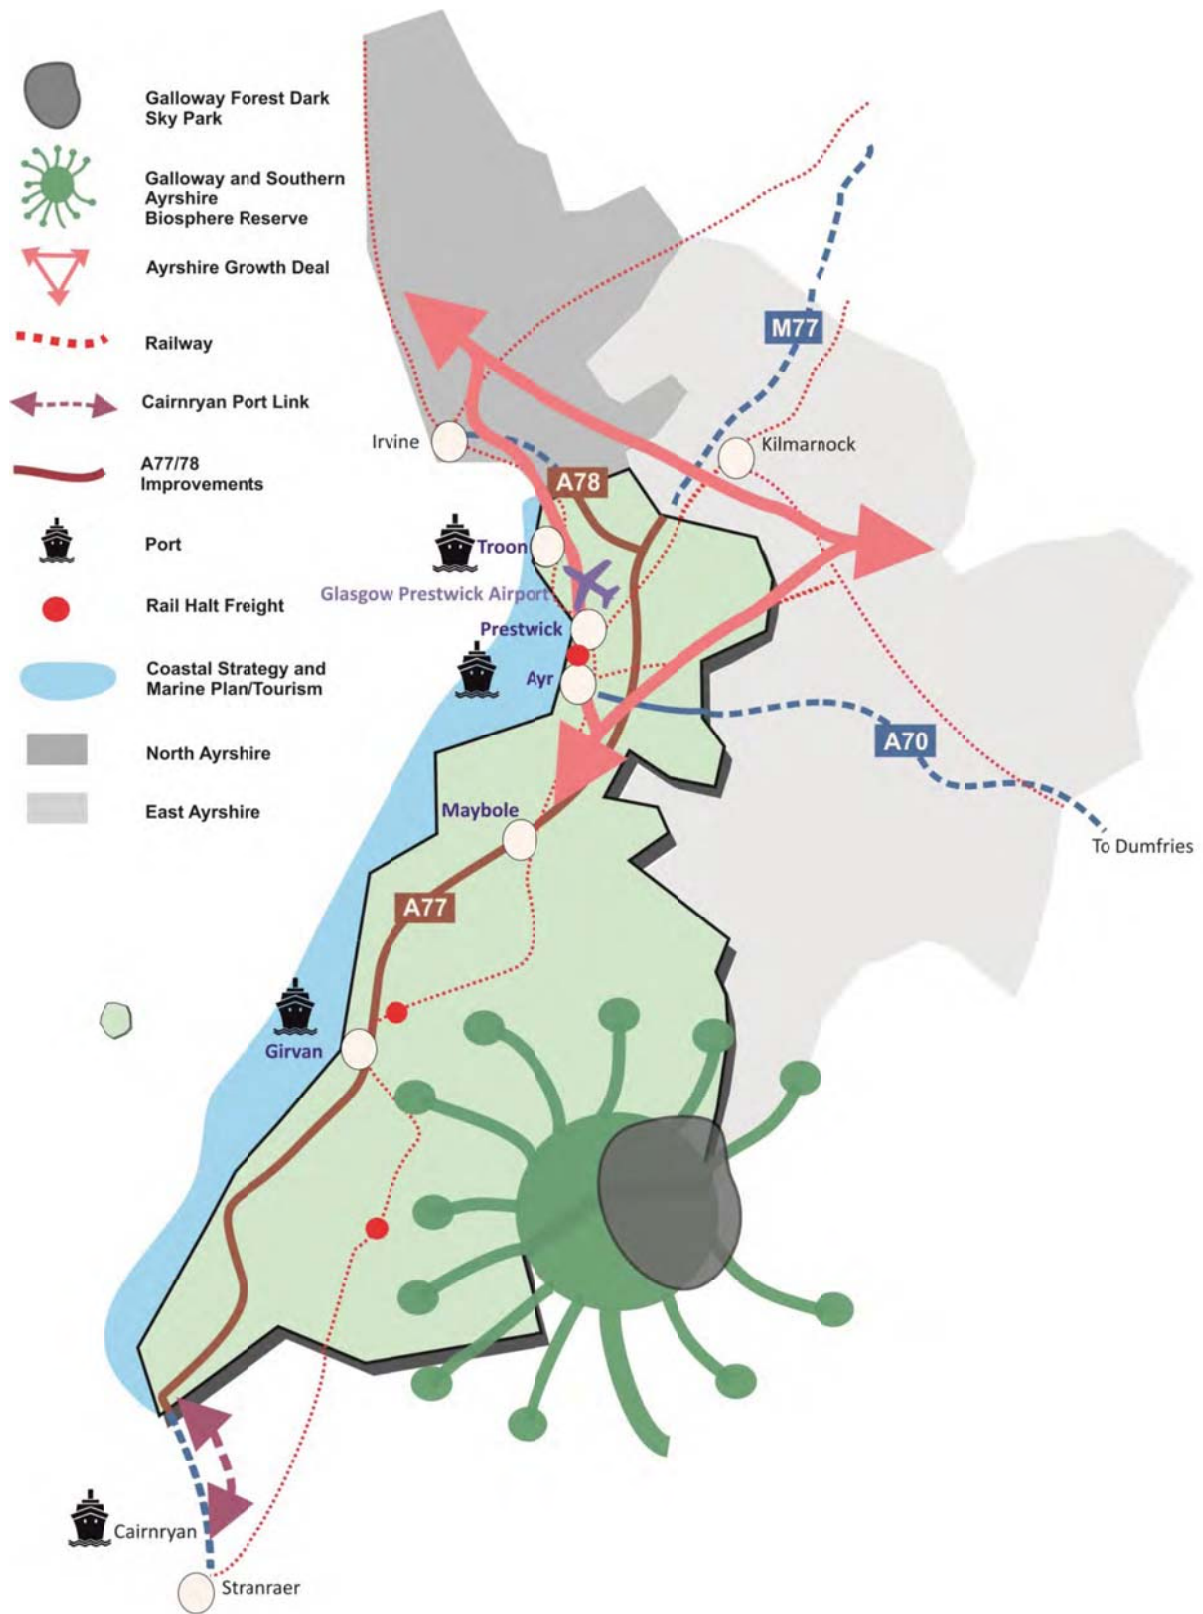 Galloway Forest Dark
Sky Park
Galloway and Southern
Ayrshire
Biosphere Reserve
Ayrshire Growth Deal
Railway
Cairnryan Port Link
A77/78
Improvements
Port
Rail Halt Freight
Coastal Strategy and
Marine Plan/Tourism
North Ayrshire
East Ayrshire
M77
Irvine
Kilmarnock
A78
Troon
Glasgow Prestwick Airport
Prestwick
Ayr
A70
Maybole
To Dumfries
A77
Girvan
Cairnryan
Stranraer